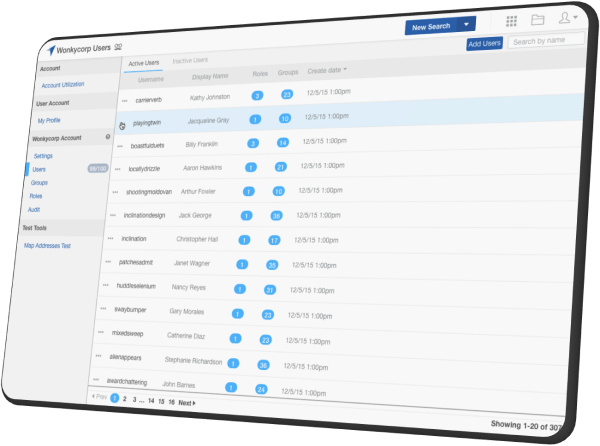 Wonkycorp Users
New Search
Account
Account Utilization
User Account
My Profile
Wonkycorp Account
Settings
Users 99/100
Groups
Roles
Audit
Test Tools
Map Addresses Test
Active Users Inactive Users
Add Users Search by name
Username Display Name Roles Groups Create date
carnerverb Kathy Johnston 3 23 12/5/15 1:00pm
playingtwin Jacqueline Gray 1 10 12/5/15 1:00pm
boastfulduets Billy Franklin 3 14 12/5/15 1:00pm
locallydrizzle Aaron Hawkins 1 21 12/5/15 1:00pm
shootingmoldovan Arthur Fowler 1 10 12/5/15 1:00pm
inclinationdesign Jack George 1 36 12/5/15 1:00pm
inclination Christopher Hall 1 17 12/5/15 1:00pm
patchesadmit Janet Wagner 1 35 12/5/15 1:00pm
huddleselenium Nancy Reyes 1 31 12/5/15 1:00pm
swaybumper Gary Morales 1 23 12/5/15 1:00pm
mixedsweep Catherine Diaz 1 23 12/5/15 1:00pm
alienappears Stephanie Richardson 1 36 12/5/15 1:00pm
awardchattering John Barnes 1 24 12/5/15 1:00pm
Prev 1 2 3 ... 14 15 16 Next
Showing 1-20 of 307